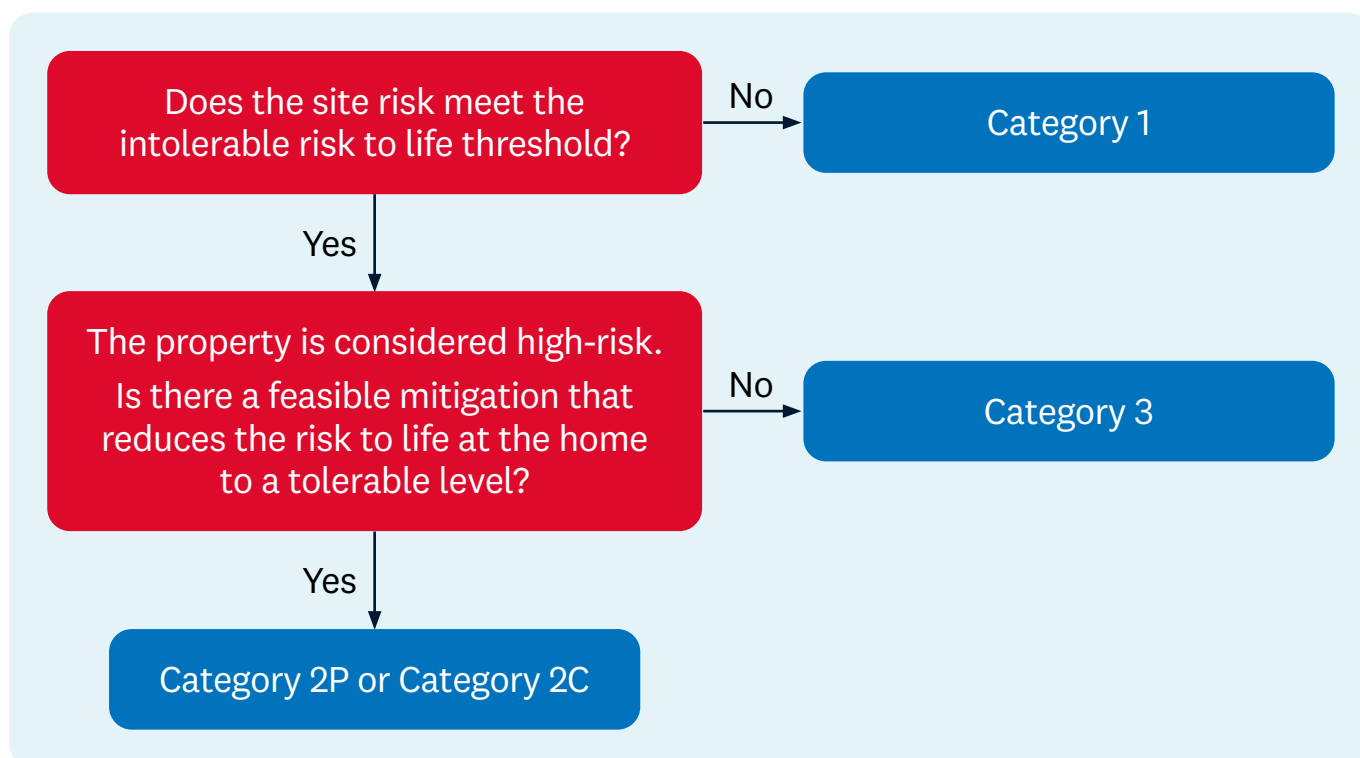 Does the site risk meet the
intolerable risk to life threshold?
No
Category 1
Yes
The property is considered high-risk.
Is there a feasible mitigation that
reduces the risk to life at the home
to a tolerable level?
No
Category 3
Yes
Category 2P or Category 2C